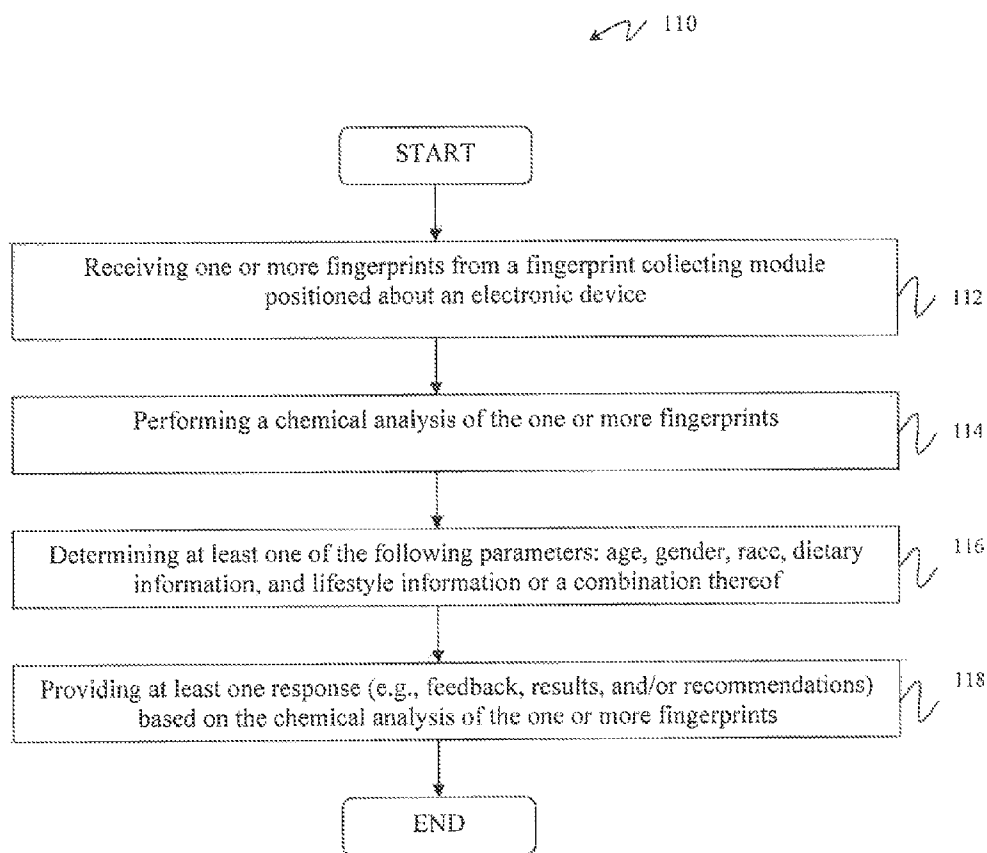 110
START
Receiving one or more fingerprints from a fingerprint collecting module
positioned about an electronic device
112
Performing a chemical analysis of the one or more fingerprints
114
Determining at least one of the following parameters: age, gender, race, dietary
information, and lifestyle information or a combination thereof
116
Providing at least one response (e.g., feedback, results, and/or recommendations)
based on the chemical analysis of the one or more fingerprints
118
END